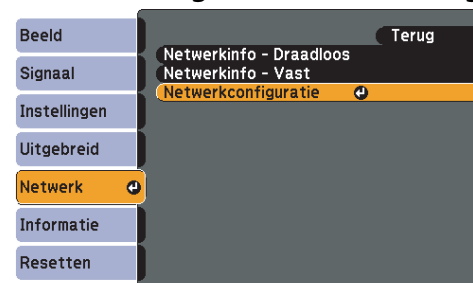 Beeld
Signaal
Instellingen
Uitgebreid
Netwerk
Informatie
Resetten
Terug
Netwerkinfo - Draadloos
Netwerkinfo - Vast
Netwerkconfiguratie